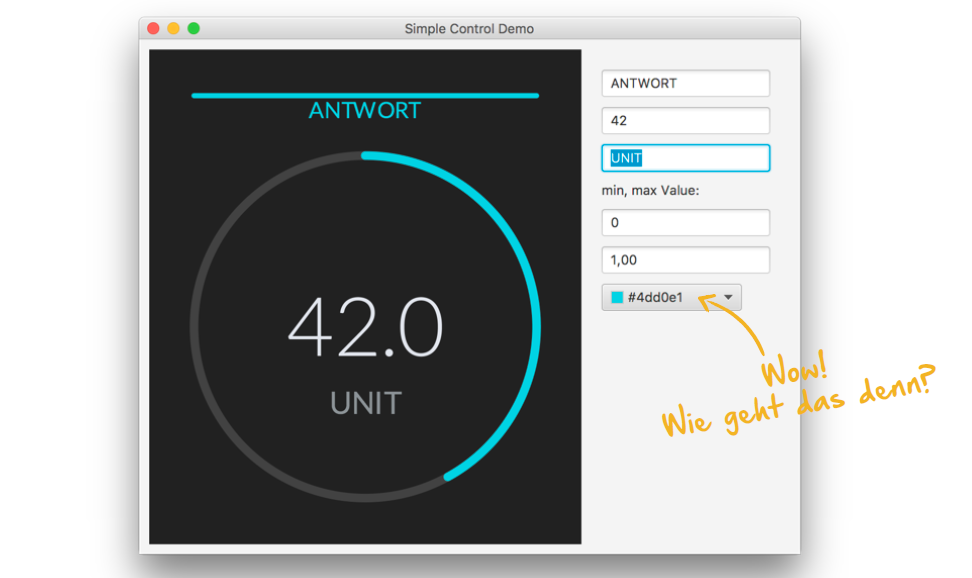 Simple Control Demo
ANTWORT
42.0
UNIT
ANTWORT
42
UNIT
min, max Value:
0
1,00
#4dd0e1
Wow!
Wie geht das denn?